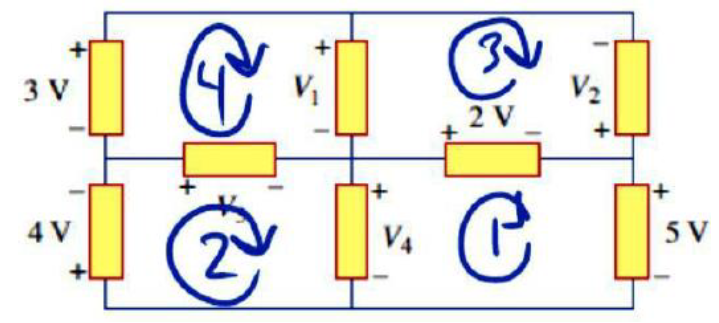 + + −
3 V 4 V₁ 3 V₂
− − 2 V +
+ −
− + − + +
V₃
4 V 2 V₄ 1 5 V
+ − −